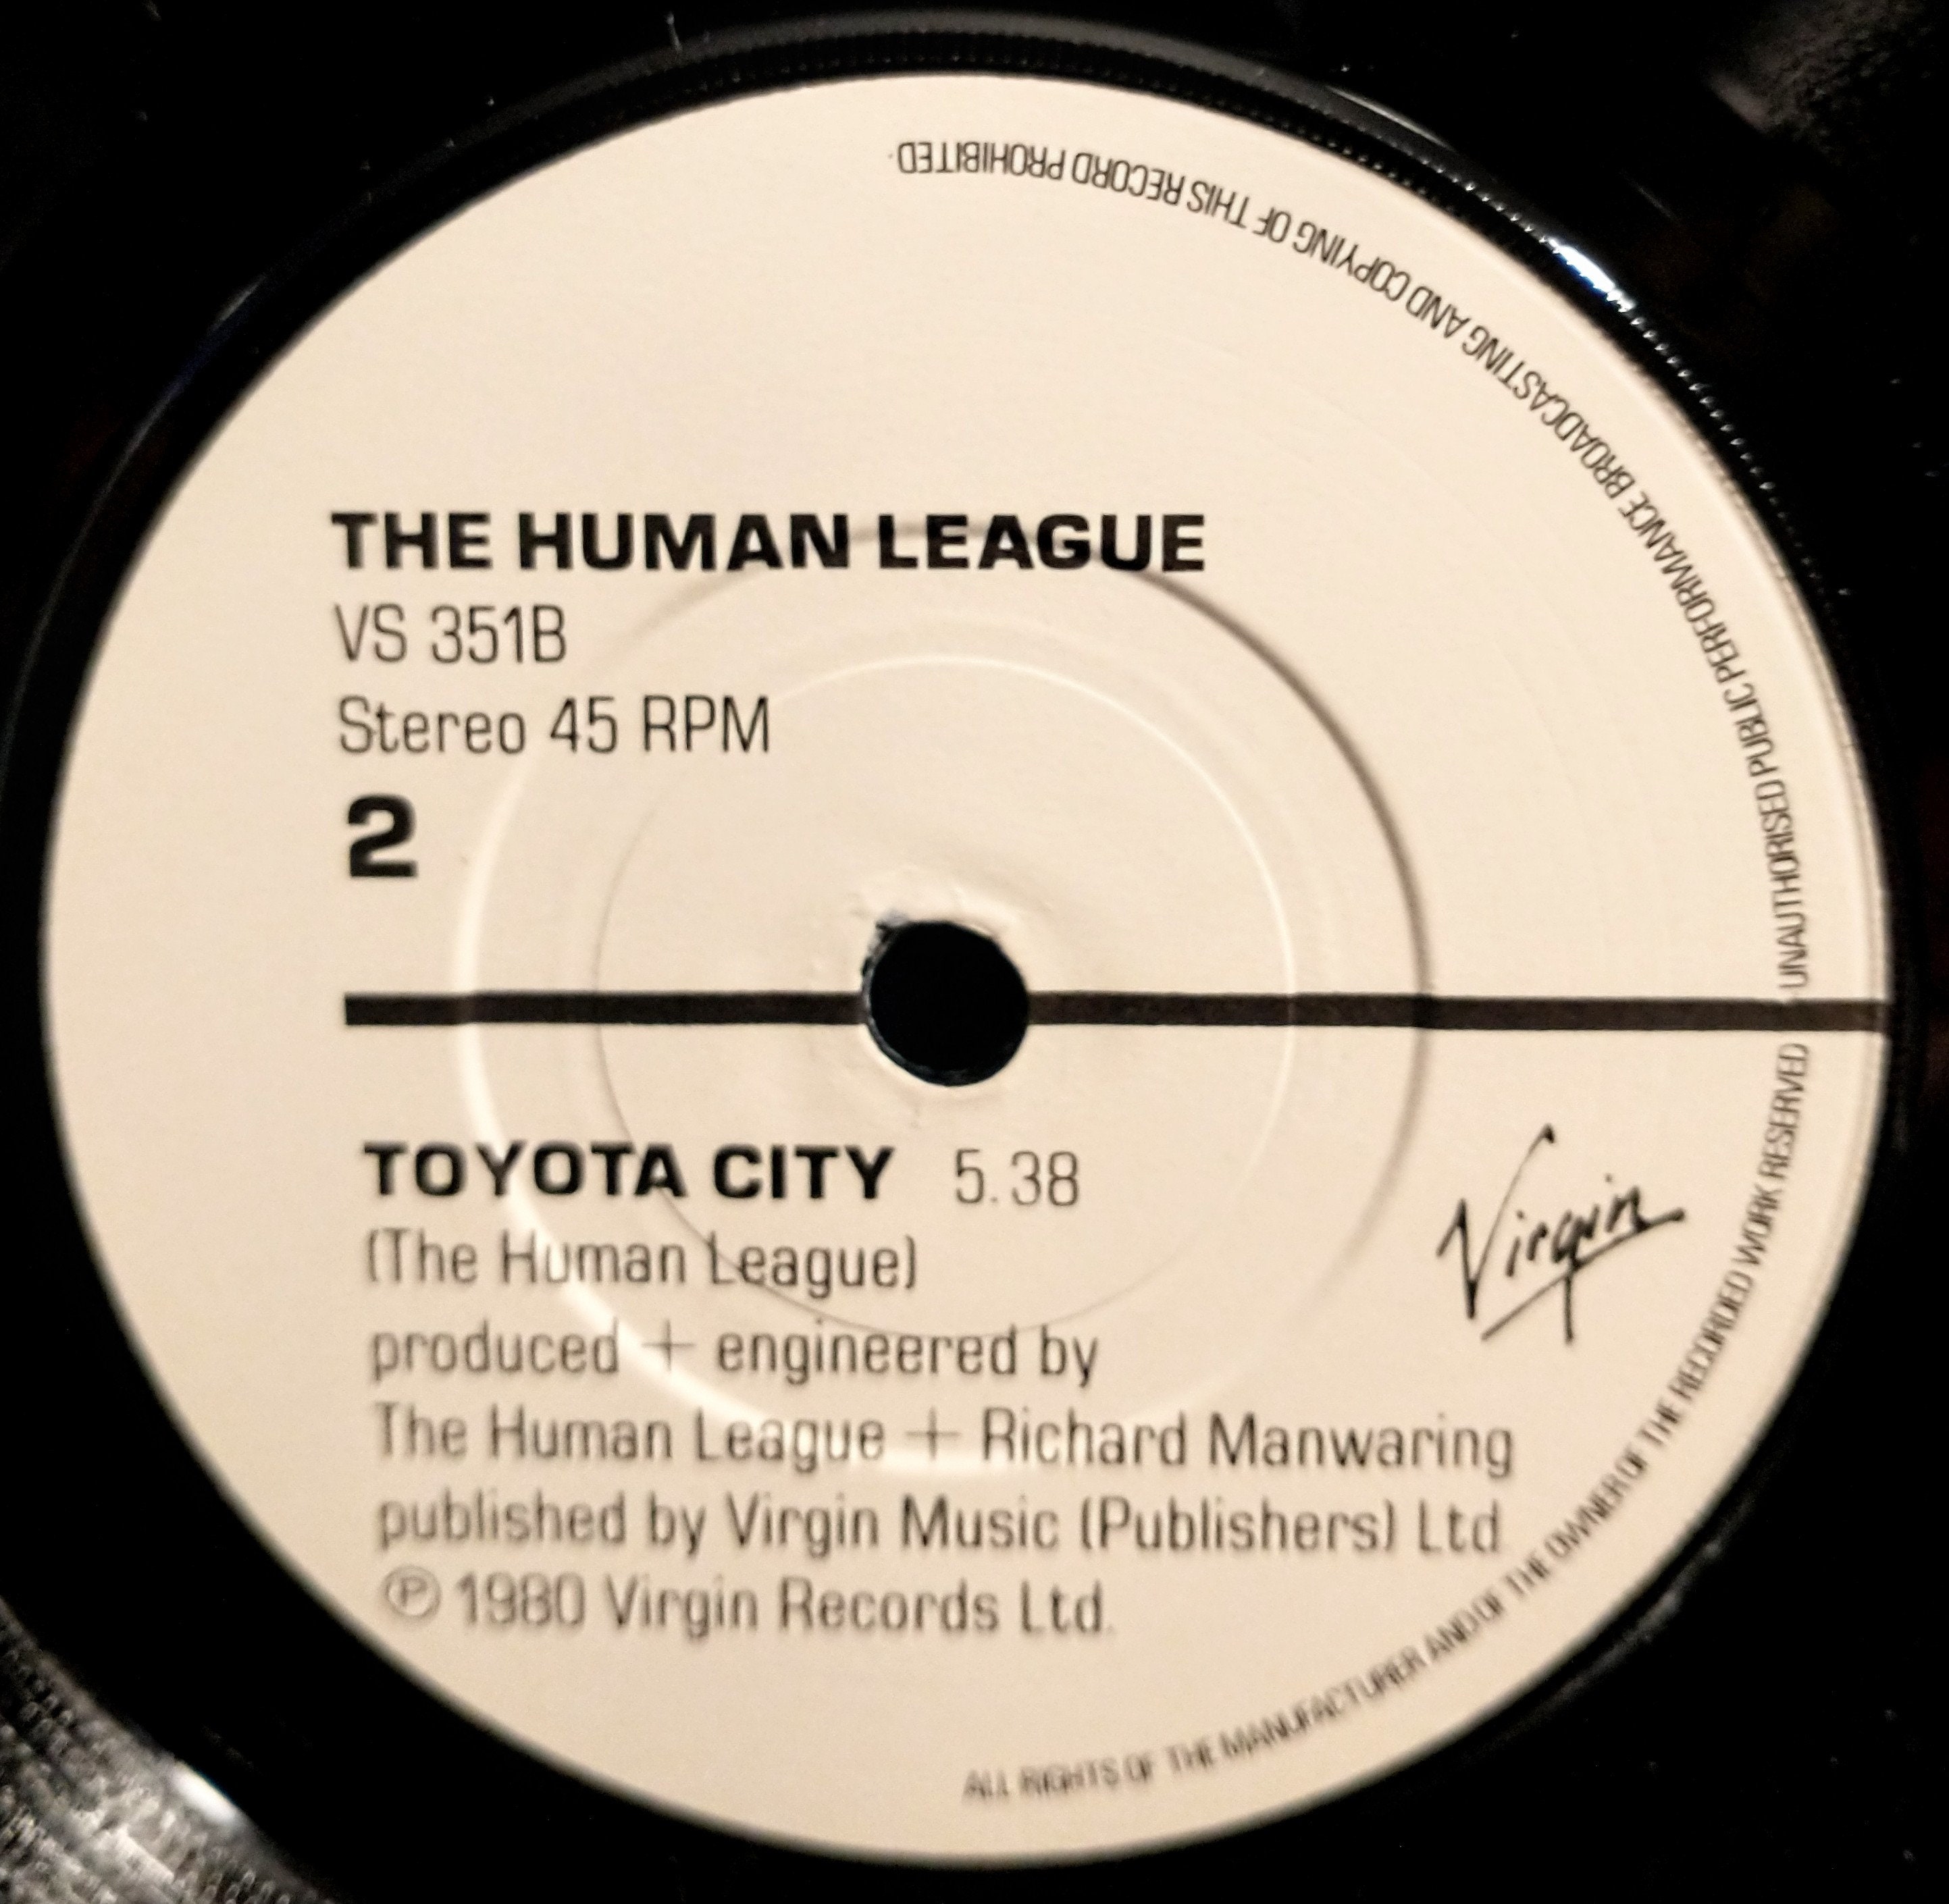 THE HUMAN LEAGUE
VS 351B
Stereo 45 RPM
2
TOYOTA CITY 5.38
(The Human League)
produced + engineered by
The Human League + Richard Manwaring
published by Virgin Music (Publishers) Ltd
℗ 1980 Virgin Records Ltd.
Virgin
ALL RIGHTS OF THE MANUFACTURER AND OF THE OWNER OF THE RECORDED WORK RESERVED
UNAUTHORISED PUBLIC PERFORMANCE BROADCASTING AND COPYING OF THIS RECORD PROHIBITED